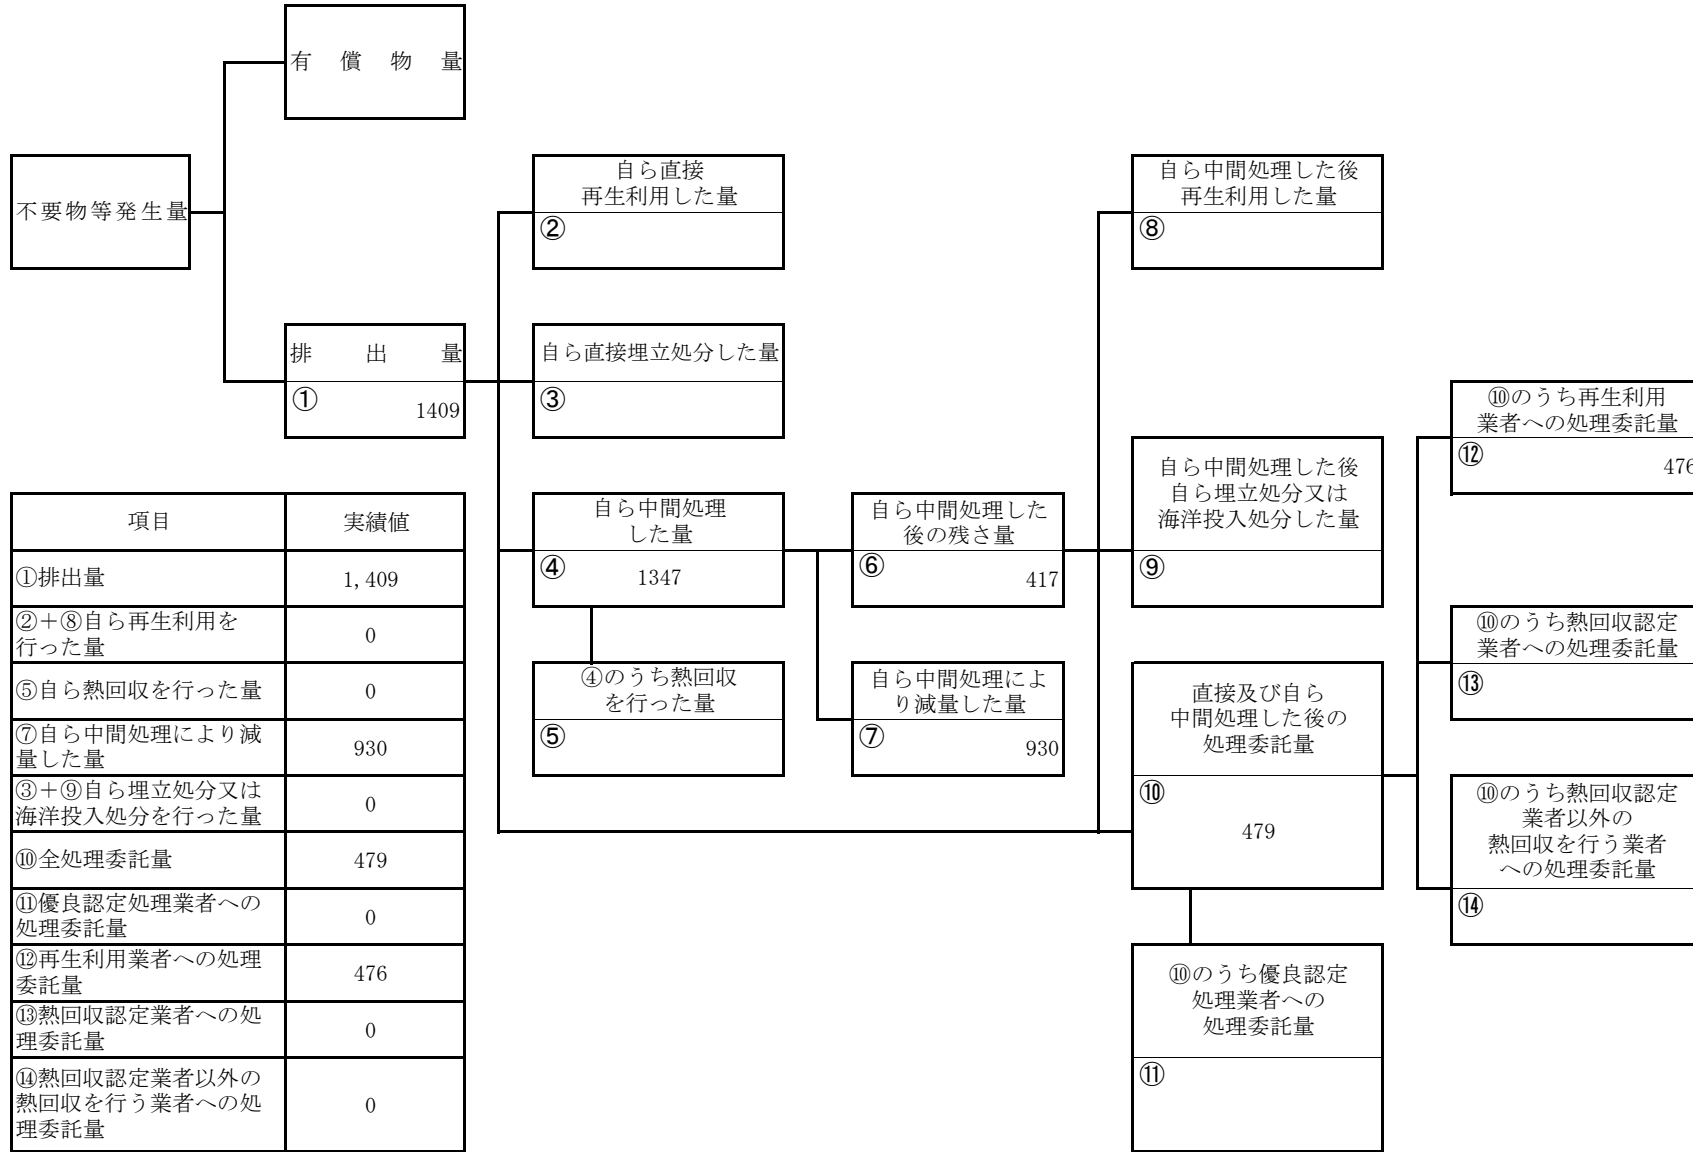 有償物量
不要物等発生量
自ら直接
再生利用した量
②
自ら中間処理した後
再生利用した量
⑧
排出量
①
1409
自ら直接埋立処分した量
③
自ら中間処理
した量
④
1347
自ら中間処理した
後の残さ量
⑥
417
自ら中間処理した後
自ら埋立処分又は
海洋投入処分した量
⑨
⑩のうち再生利用
業者への処理委託量
⑫
476
④のうち熱回収
を行った量
⑤
自ら中間処理によ
り減量した量
⑦
930
直接及び自ら
中間処理した後の
処理委託量
⑩
479
⑩のうち熱回収認定
業者への処理委託量
⑬
⑩のうち熱回収認定
業者以外の
熱回収を行う業者
への処理委託量
⑭
⑩のうち優良認定
処理業者への
処理委託量
⑪
項目 実績値
①排出量 1,409
②+⑧自ら再生利用を
行った量 0
⑤自ら熱回収を行った量 0
⑦自ら中間処理により減
量した量 930
③+⑨自ら埋立処分又は
海洋投入処分を行った量 0
⑩全処理委託量 479
⑪優良認定処理業者への
処理委託量 0
⑫再生利用業者への処理
委託量 476
⑬熱回収認定業者への処
理委託量 0
⑭熱回収認定業者以外の
熱回収を行う業者への処
理委託量 0